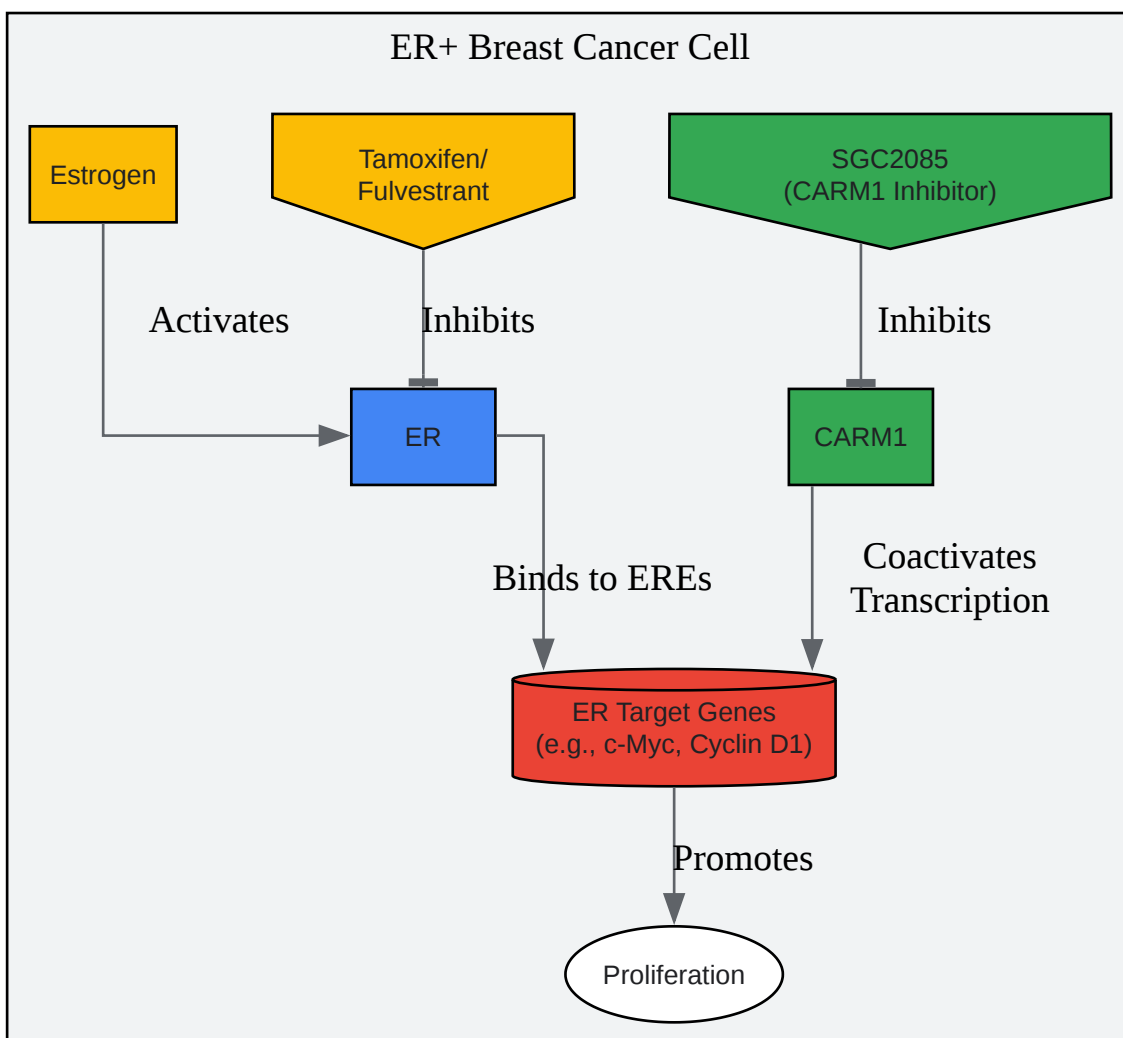 ER+ Breast Cancer Cell
Estrogen
Tamoxifen/
Fulvestrant
SGC2085
(CARM1 Inhibitor)
Activates
Inhibits
Inhibits
ER
CARM1
Binds to EREs
Coactivates
Transcription
ER Target Genes
(e.g., c-Myc, Cyclin D1)
Promotes
Proliferation